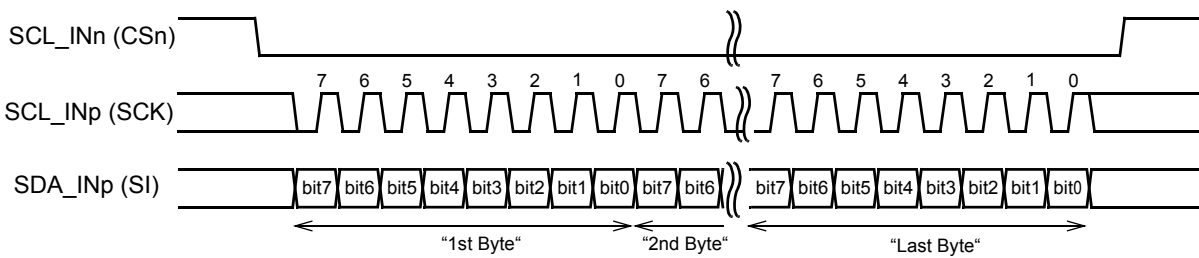 SCL_INn (CSn)
7 6 5 4 3 2 1 0 7 6 7 6 5 4 3 2 1 0
SCL_INp (SCK)
SDA_INp (SI) bit7 bit6 bit5 bit4 bit3 bit2 bit1 bit0 bit7 bit6 bit7 bit6 bit5 bit4 bit3 bit2 bit1 bit0
“1st Byte“ “2nd Byte“ “Last Byte“